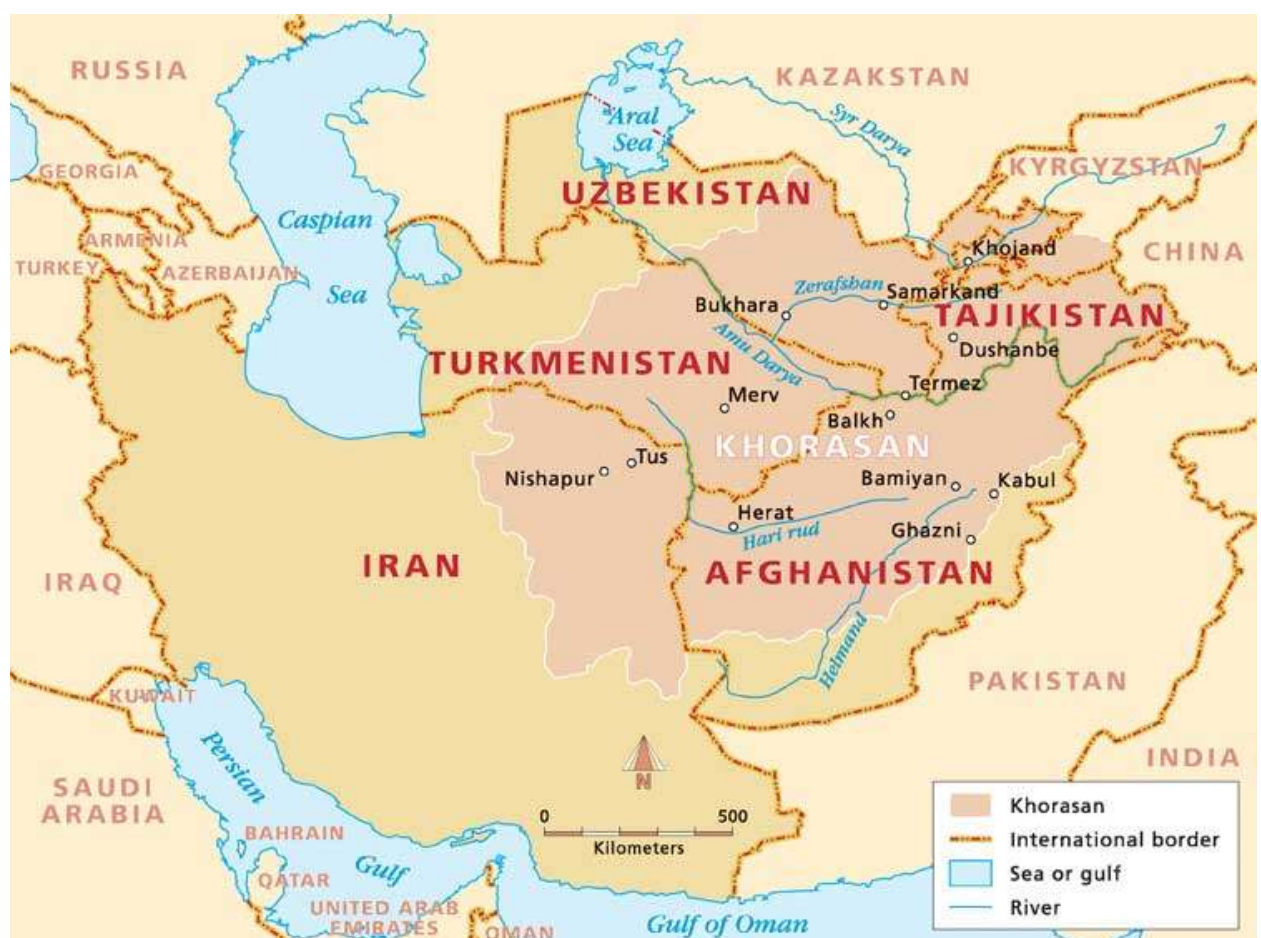 RUSSIA
KAZAKSTAN
Aral
Sea
Syr Darya
GEORGIA
KYRGYZSTAN
UZBEKISTAN
Caspian
Sea
ARMENIA
TURKEY
AZERBAIJAN
CHINA
Khojand
Zerafshan
Samarkand
Bukhara
TAJIKISTAN
Amu Darya
Dushanbe
TURKMENISTAN
Termez
Merv
Balkh
KHORASAN
Tus
Nishapur
Bamiyan
Kabul
Herat
Hari rud
Ghazni
IRAN
AFGHANISTAN
IRAQ
Helmand
PAKISTAN
KUWAIT
Persian
Gulf
INDIA
SAUDI
ARABIA
N
0 500
Kilometers
BAHRAIN
QATAR
UNITED ARAB
EMIRATES
OMAN
Gulf of Oman
Khorasan
International border
Sea or gulf
River